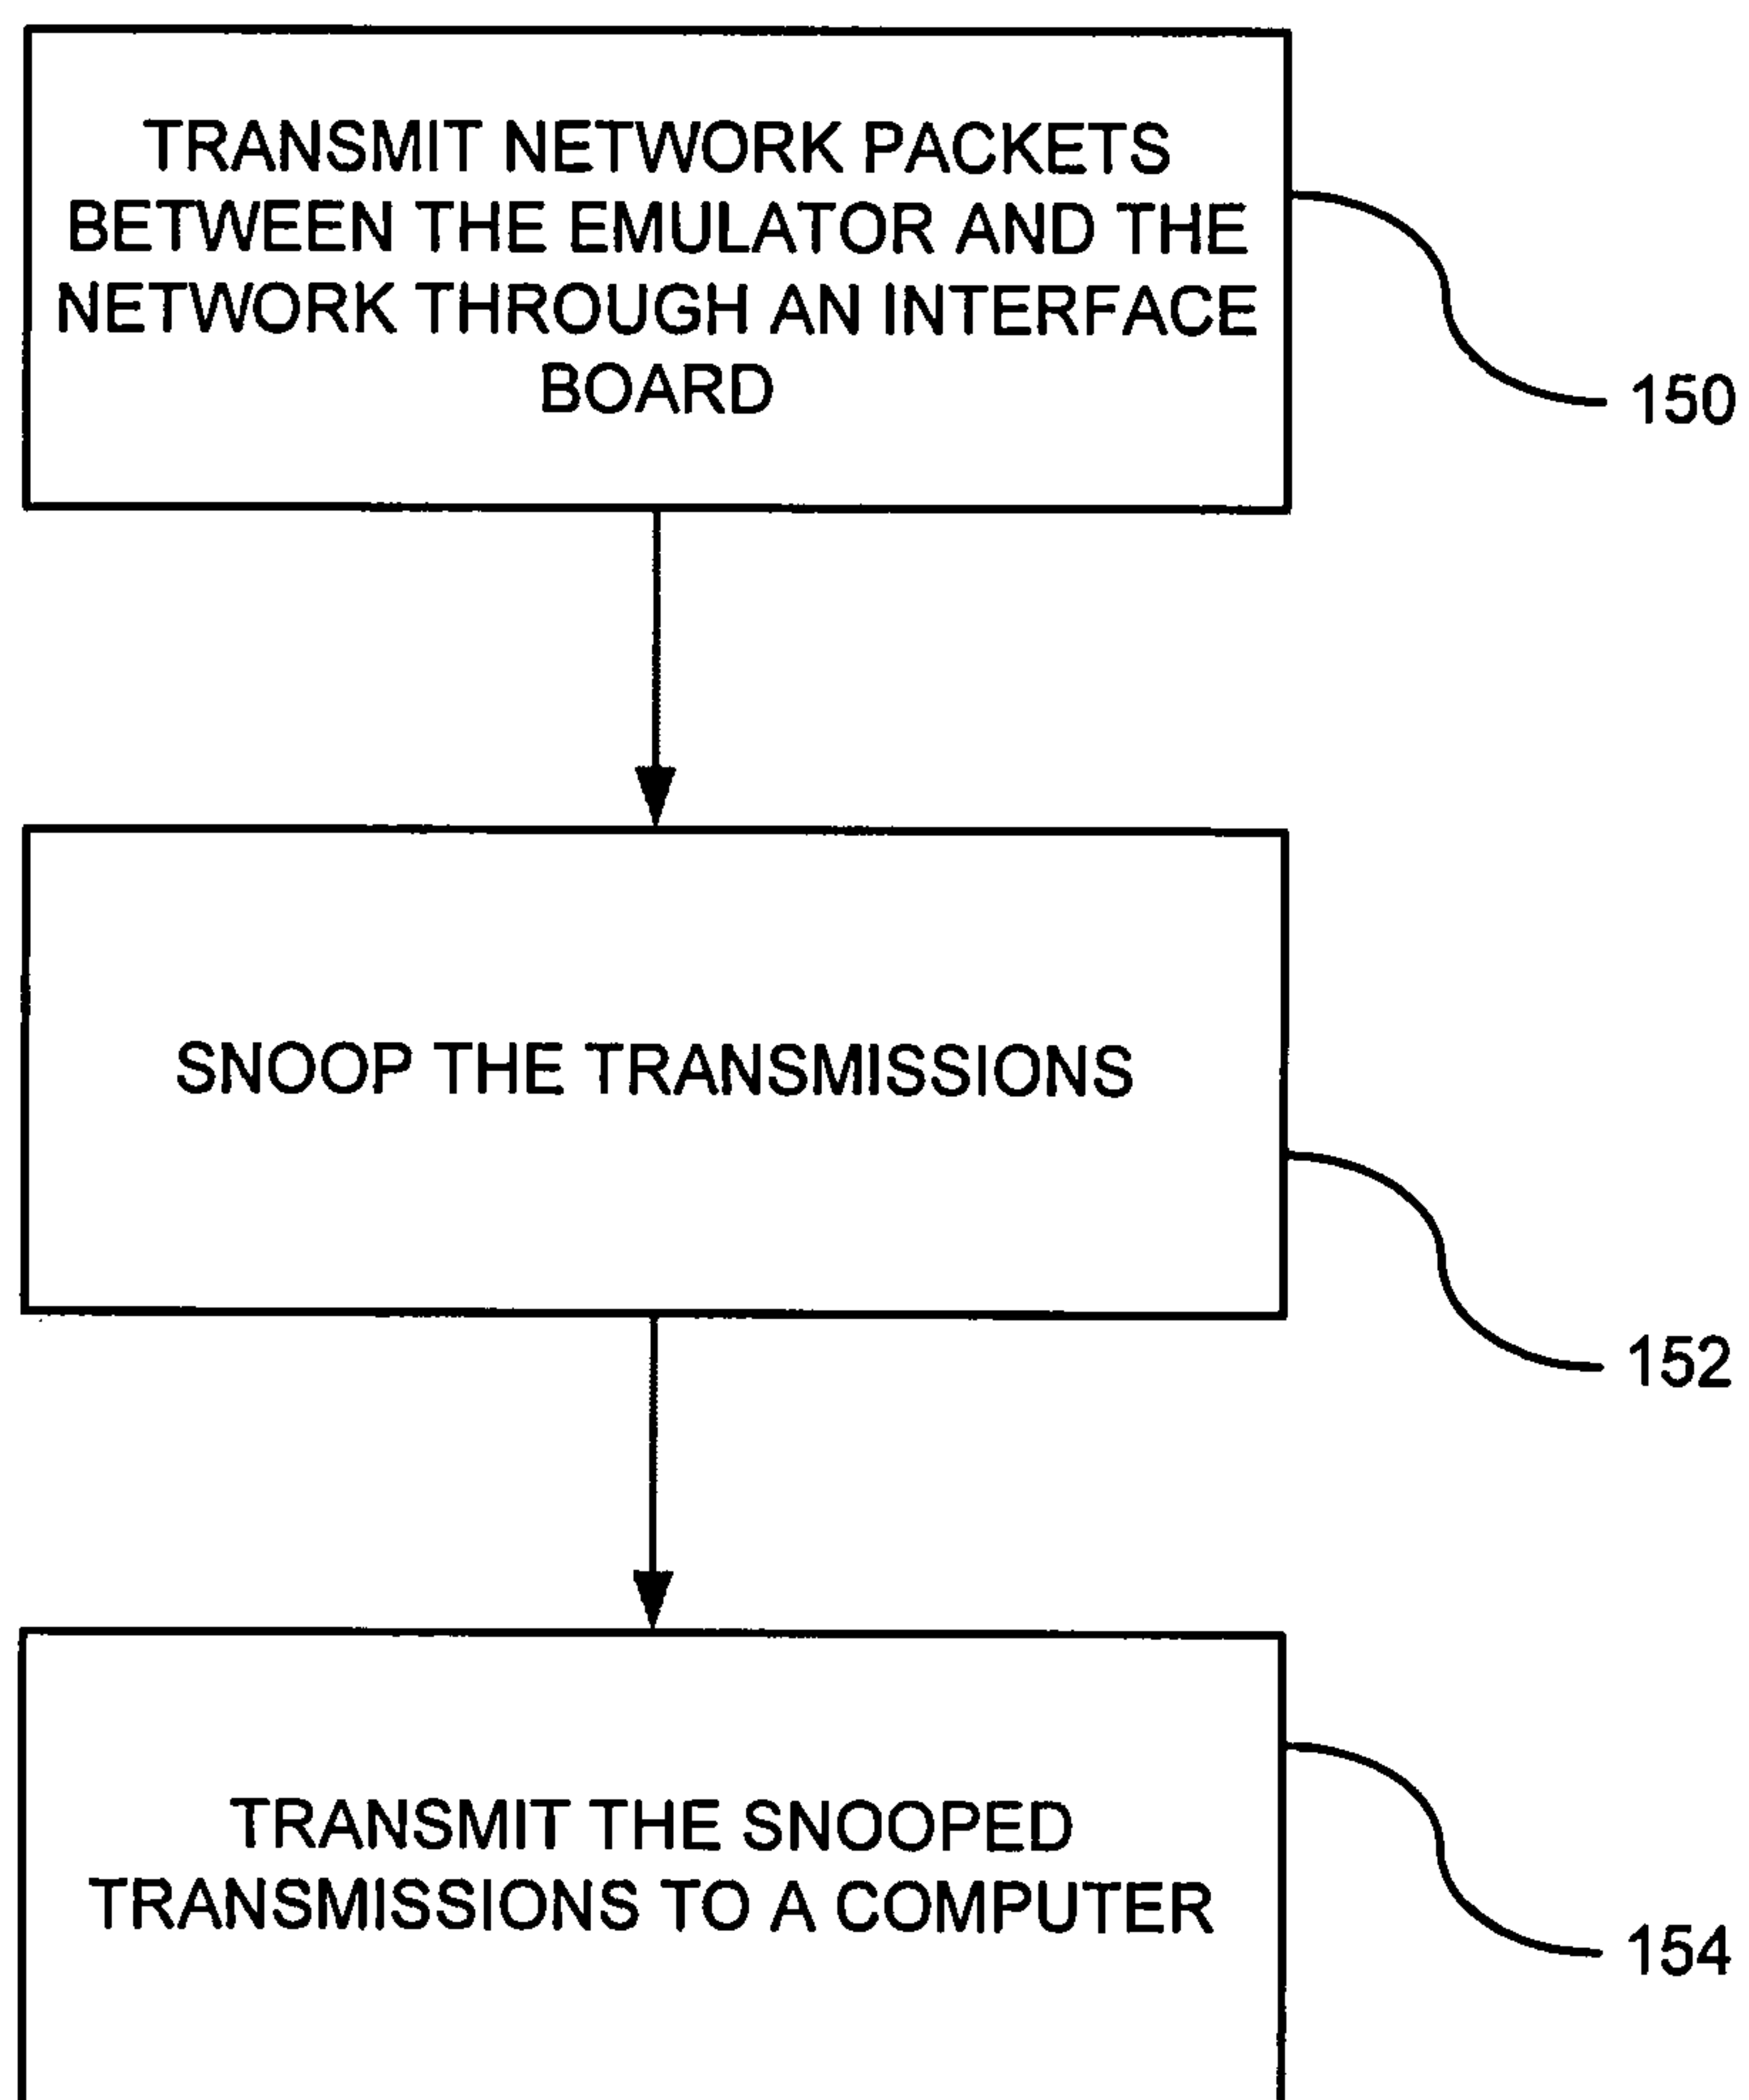 TRANSMIT NETWORK PACKETS
BETWEEN THE EMULATOR AND THE
NETWORK THROUGH AN INTERFACE
BOARD
150
SNOOP THE TRANSMISSIONS
152
TRANSMIT THE SNOOPED
TRANSMISSIONS TO A COMPUTER
154